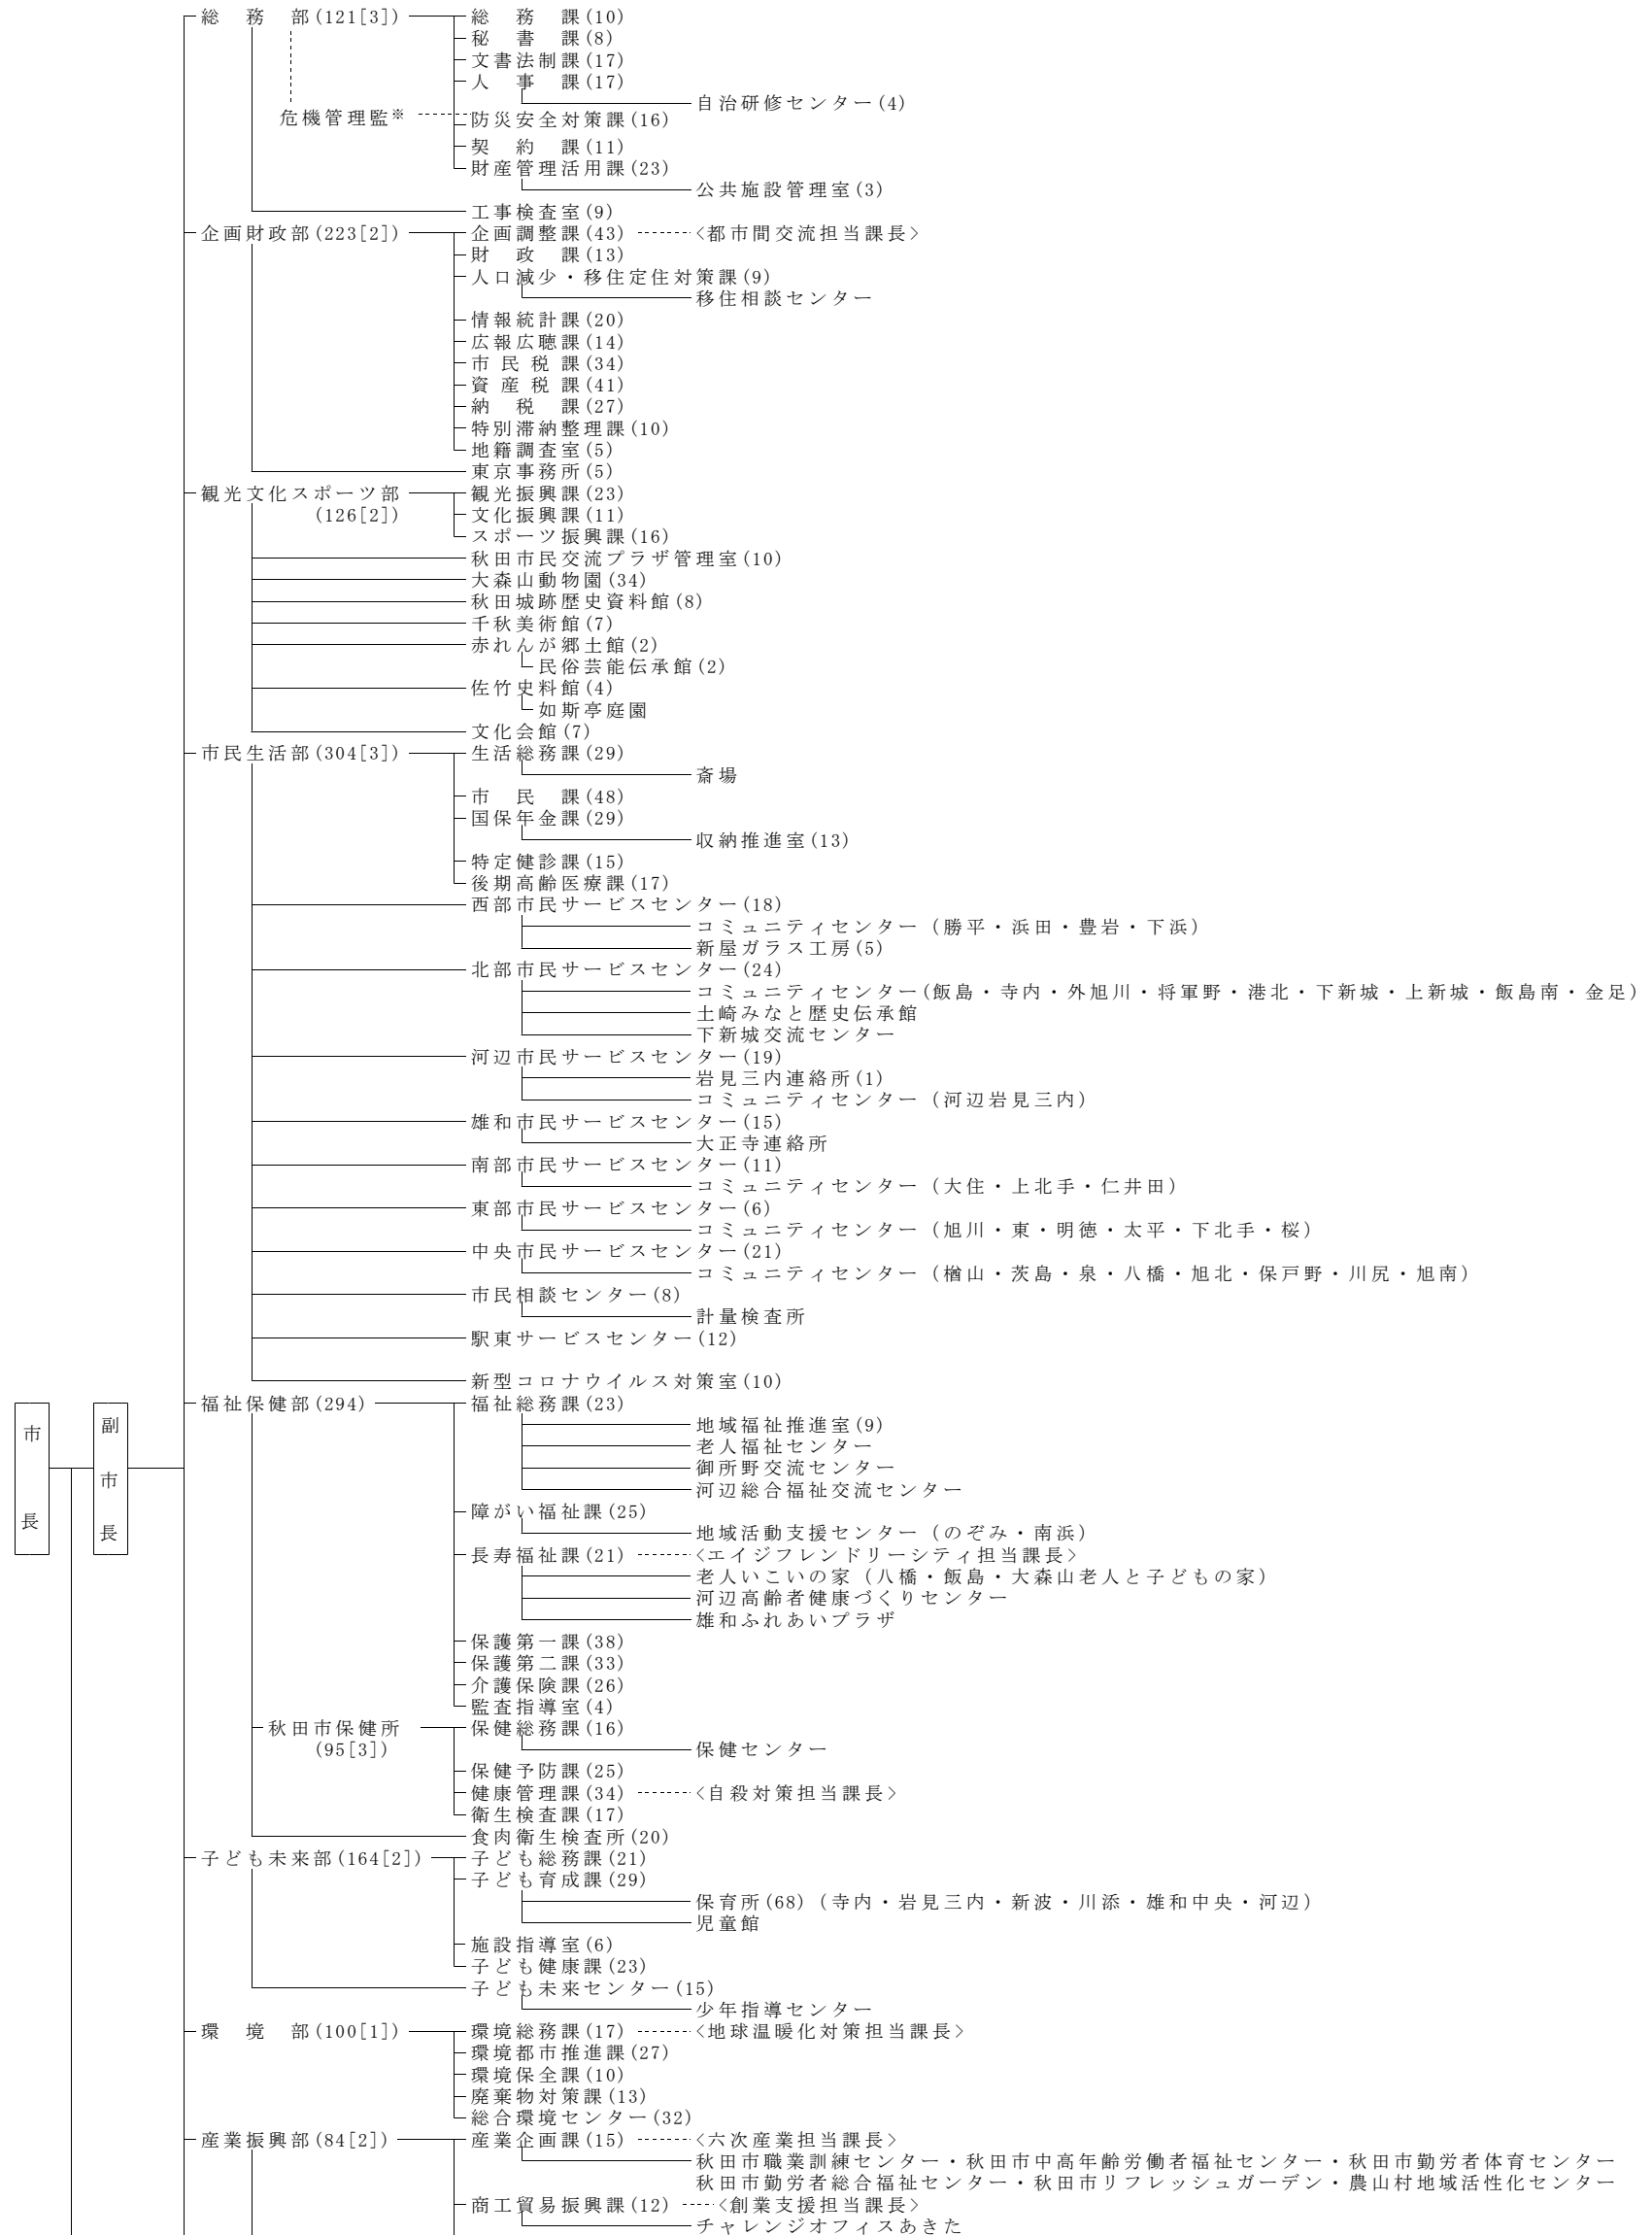 総　務　部(121[3])　総　務　課(10)
秘　書　課(8)
文書法制課(17)
人　事　課(17)
自治研修センター(4)
危機管理監※　防災安全対策課(16)
契　約　課(11)
財産管理活用課(23)
公共施設管理室(3)
工事検査室(9)
企画財政部(223[2])　企画調整課(43)　<都市間交流担当課長>
財　政　課(13)
人口減少・移住定住対策課(9)
移住相談センター
情報統計課(20)
広報広聴課(14)
市民税課(34)
資産税課(41)
納　税　課(27)
特別滞納整理課(10)
地籍調査室(5)
東京事務所(5)
観光文化スポーツ部　観光振興課(23)
(126[2])　文化振興課(11)
スポーツ振興課(16)
秋田市民交流プラザ管理室(10)
大森山動物園(34)
秋田城跡歴史資料館(8)
千秋美術館(7)
赤れんが郷土館(2)
民俗芸能伝承館(2)
佐竹史料館(4)
如斯亭庭園
文化会館(7)
市民生活部(304[3])　生活総務課(29)
斎場
市　民　課(48)
国保年金課(29)
収納推進室(13)
特定健診課(15)
後期高齢医療課(17)
西部市民サービスセンター(18)
コミュニティセンター（勝平・浜田・豊岩・下浜）
新屋ガラス工房(5)
北部市民サービスセンター(24)
コミュニティセンター(飯島・寺内・外旭川・将軍野・港北・下新城・上新城・飯島南・金足)
土崎みなと歴史伝承館
下新城交流センター
河辺市民サービスセンター(19)
岩見三内連絡所(1)
コミュニティセンター（河辺岩見三内）
雄和市民サービスセンター(15)
大正寺連絡所
南部市民サービスセンター(11)
コミュニティセンター（大住・上北手・仁井田）
東部市民サービスセンター(6)
コミュニティセンター（旭川・東・明徳・太平・下北手・桜）
中央市民サービスセンター(21)
コミュニティセンター（楢山・茨島・泉・八橋・旭北・保戸野・川尻・旭南）
市民相談センター(8)
計量検査所
駅東サービスセンター(12)
新型コロナウイルス対策室(10)
市長　副市長
福祉保健部(294)　福祉総務課(23)
地域福祉推進室(9)
老人福祉センター
御所野交流センター
河辺総合福祉交流センター
障がい福祉課(25)
地域活動支援センター（のぞみ・南浜）
長寿福祉課(21)　<エイジフレンドリーシティ担当課長>
老人いこいの家（八橋・飯島・大森山老人と子どもの家）
河辺高齢者健康づくりセンター
雄和ふれあいプラザ
保護第一課(38)
保護第二課(33)
介護保険課(26)
監査指導室(4)
秋田市保健所　保健総務課(16)
(95[3])　保健センター
保健予防課(25)
健康管理課(34)　<自殺対策担当課長>
衛生検査課(17)
食肉衛生検査所(20)
子ども未来部(164[2])　子ども総務課(21)
子ども育成課(29)
保育所(68)（寺内・岩見三内・新波・川添・雄和中央・河辺）
児童館
施設指導室(6)
子ども健康課(23)
子ども未来センター(15)
少年指導センター
環　境　部(100[1])　環境総務課(17)　<地球温暖化対策担当課長>
環境都市推進課(27)
環境保全課(10)
廃棄物対策課(13)
総合環境センター(32)
産業振興部(84[2])　産業企画課(15)　<六次産業担当課長>
秋田市職業訓練センター・秋田市中高年齢労働者福祉センター・秋田市勤労者体育センター
秋田市勤労者総合福祉センター・秋田市リフレッシュガーデン・農山村地域活性化センター
商工貿易振興課(12)　<創業支援担当課長>
チャレンジオフィスあきた